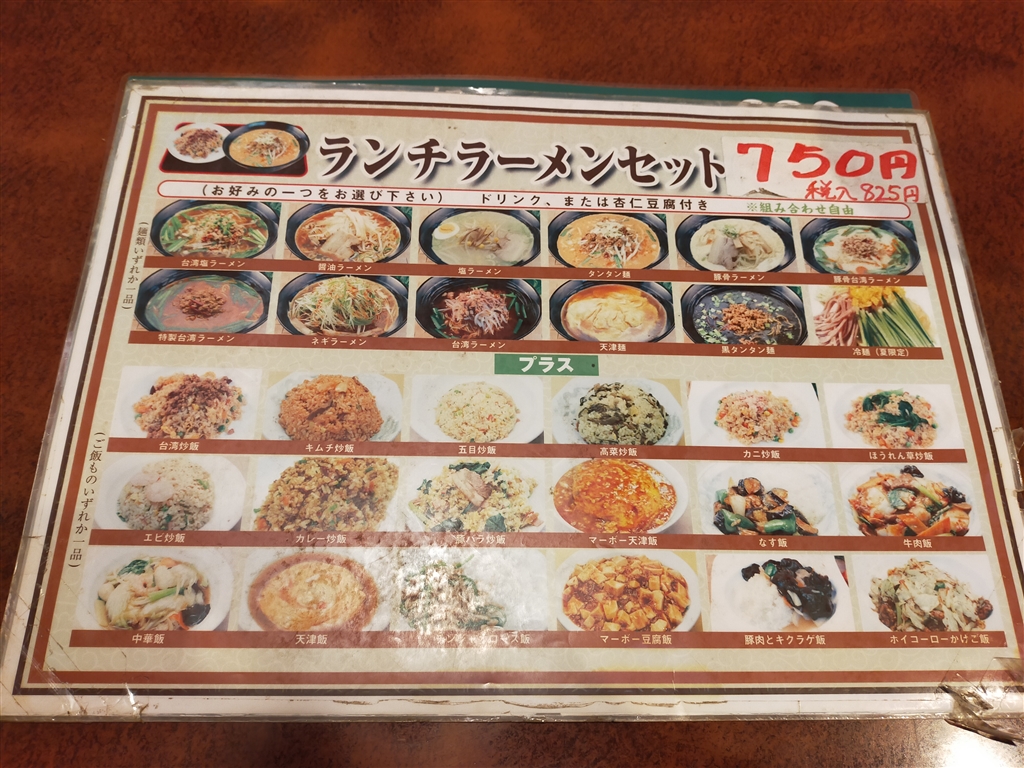 ランチラーメンセット 750円
税入825円
(お好みの一つをお選び下さい) ドリンク、または杏仁豆腐付き ※組み合わせ自由
(麺類いずれか一品)
台湾塩ラーメン 醤油ラーメン 塩ラーメン タンタン麺 豚骨ラーメン 豚骨台湾ラーメン
特製台湾ラーメン ネギラーメン 台湾ラーメン 天津麺 黒タンタン麺 冷麺(夏限定)
プラス
(ご飯ものいずれか一品)
台湾炒飯 キムチ炒飯 五目炒飯 高菜炒飯 カニ炒飯 ほうれん草炒飯
エビ炒飯 カレー炒飯 豚バラ炒飯 マーボー天津飯 なす飯 牛肉飯
中華飯 天津飯 チンジャオロース飯 マーボー豆腐飯 豚肉とキクラゲ飯 ホイコーローかけご飯